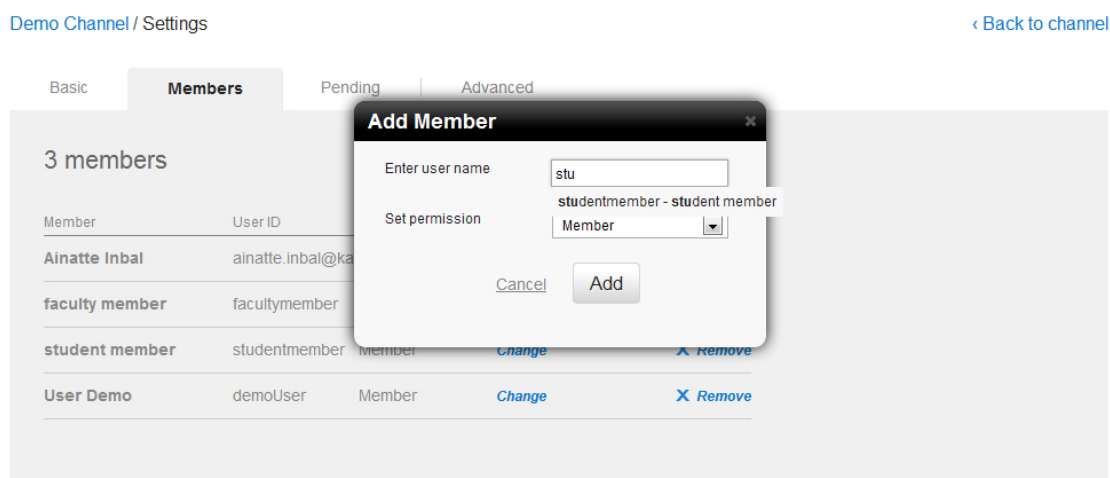 Demo Channel / Settings
‹ Back to channel
Basic Members Pending Advanced
Add Member
3 members
Enter user name stu
studentmember - student member
Set permission Member
Cancel Add
Member User ID
Ainatte Inbal ainatte.inbal@ka
faculty member facultymember
student member studentmember Member Change X Remove
User Demo demoUser Member Change X Remove